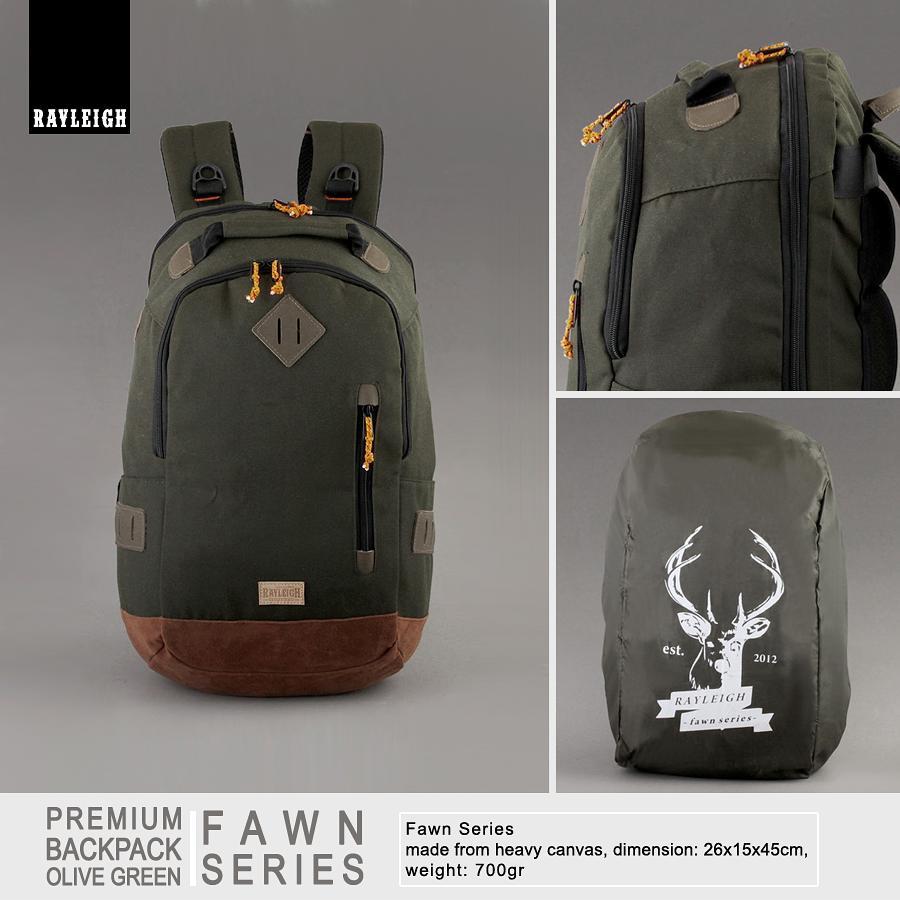 RAYLEIGH
RAYLEIGH
est.
2012
RAYLEIGH
-fawn series-
PREMIUM
BACKPACK
OLIVE GREEN
FAWN
SERIES
Fawn Series
made from heavy canvas, dimension: 26x15x45cm,
weight: 700gr